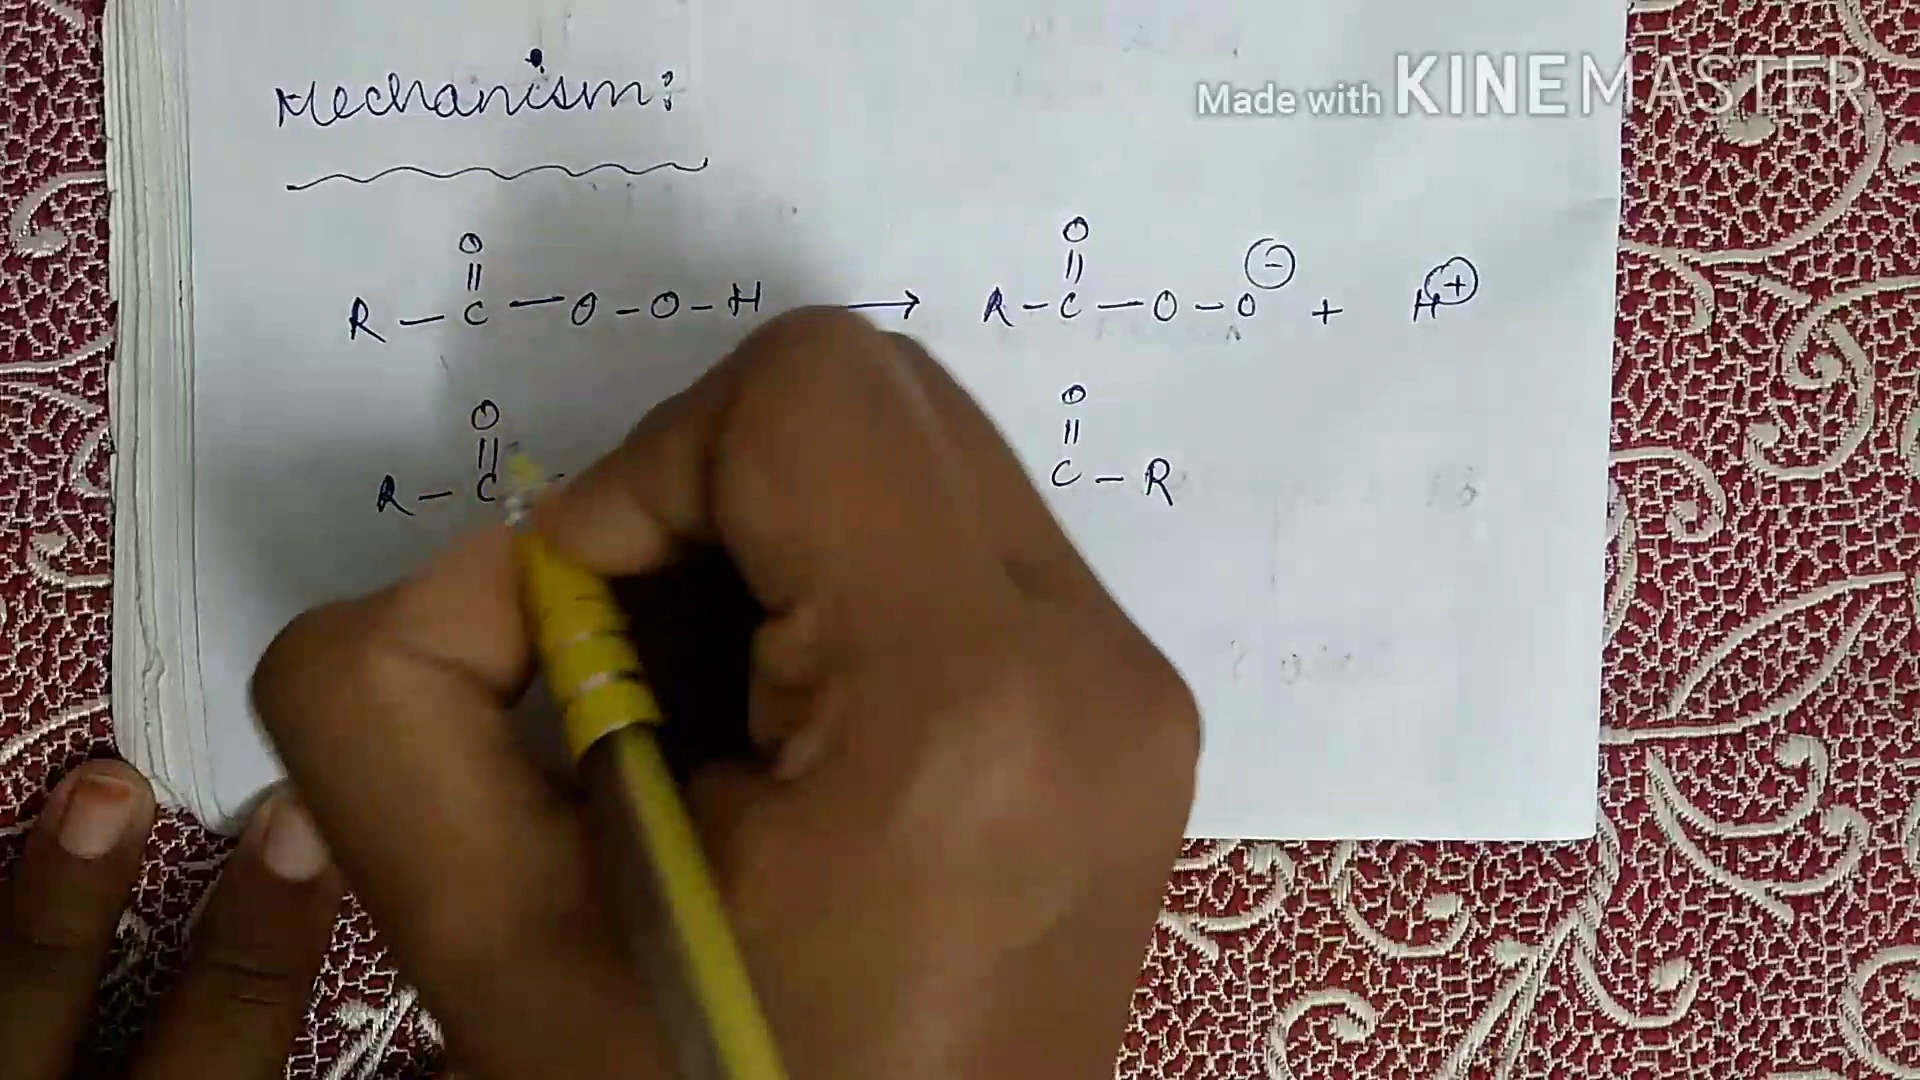 Made with KINEMASTER
Mechanism:
O O
|| ||
R - C - O - O - H → R - C - O - O⊖ + H⊕
O O
|| ||
R - C - C - R